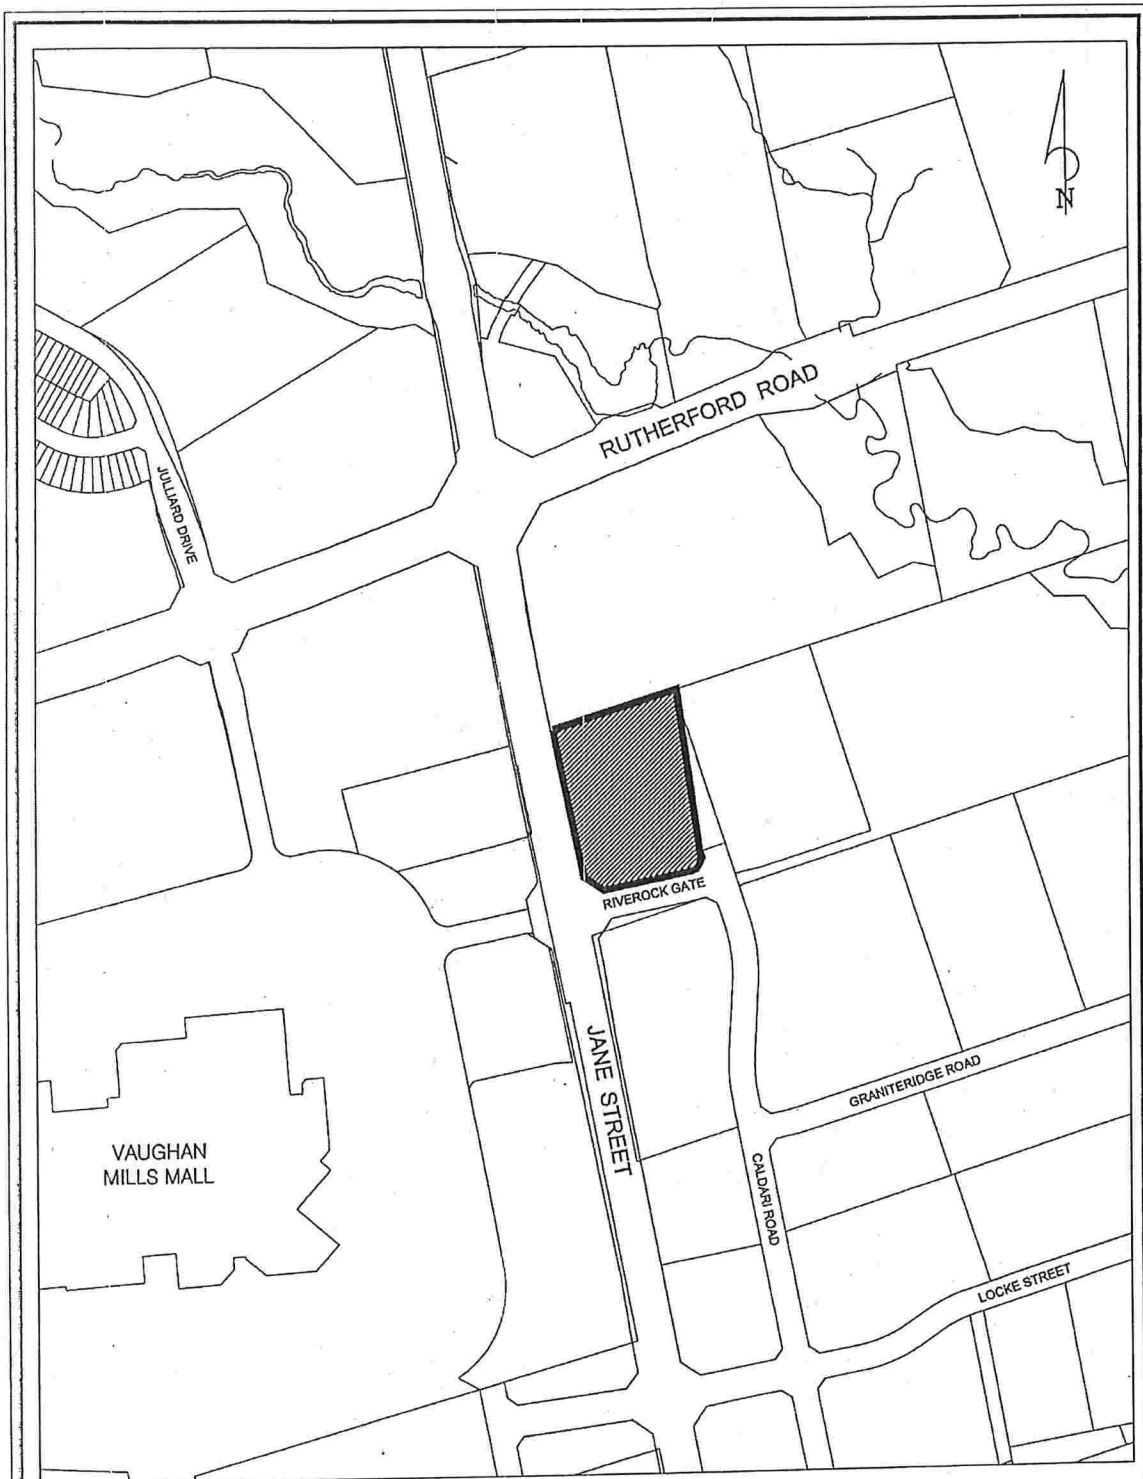 N
RUTHERFORD ROAD
JULLIARD DRIVE
RIVEROCK GATE
JANE STREET
GRANITERIDGE ROAD
VAUGHAN
MILLS MALL
CALDARI ROAD
LOCKE STREET